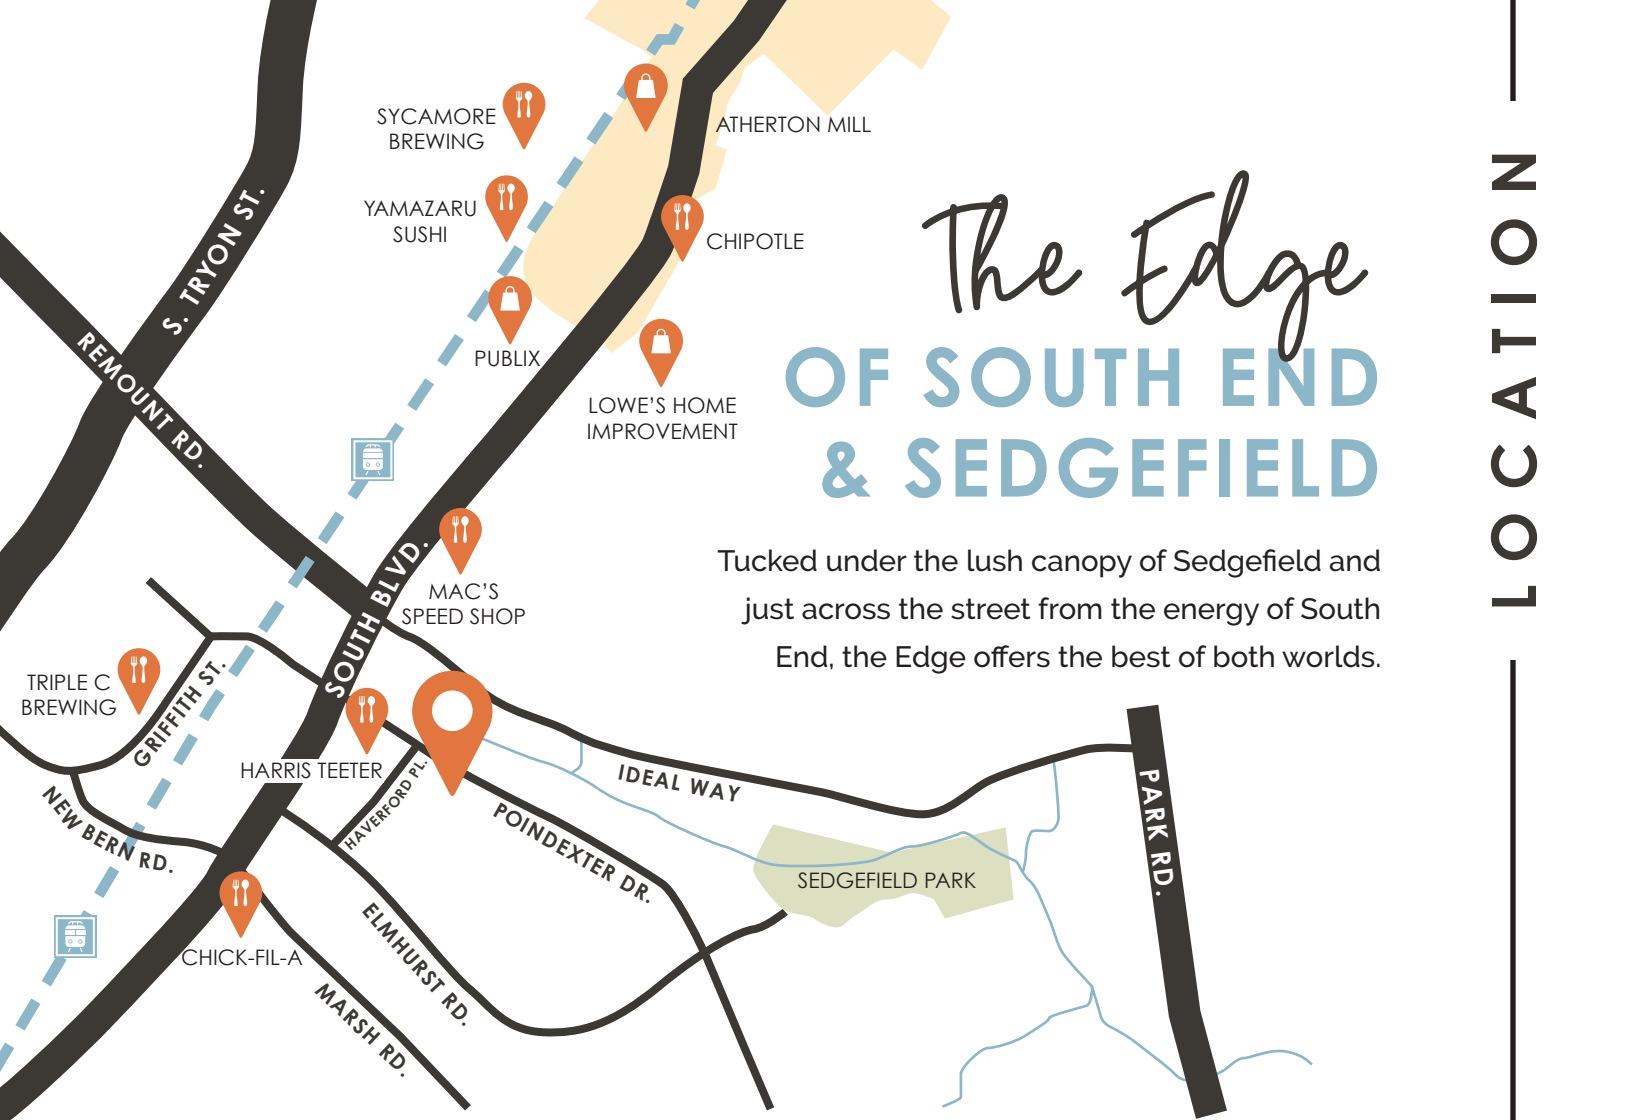 SYCAMORE
BREWING
ATHERTON MILL
YAMAZARU
SUSHI
CHIPOTLE
S. TRYON ST.
REMOUNT RD.
PUBLIX
LOWE'S HOME
IMPROVEMENT
The Edge
OF SOUTH END
& SEDGEFIELD
Tucked under the lush canopy of Sedgefield and
just across the street from the energy of South
End, the Edge offers the best of both worlds.
LOCATION
SOUTH BLVD.
MAC'S
SPEED SHOP
TRIPLE C
BREWING
GRIFFITH ST.
HARRIS TEETER
HAVERFORD PL.
IDEAL WAY
NEW BERN RD.
POINDEXTER DR.
SEDGEFIELD PARK
PARK RD.
ELMHURST RD.
CHICK-FIL-A
MARSH RD.